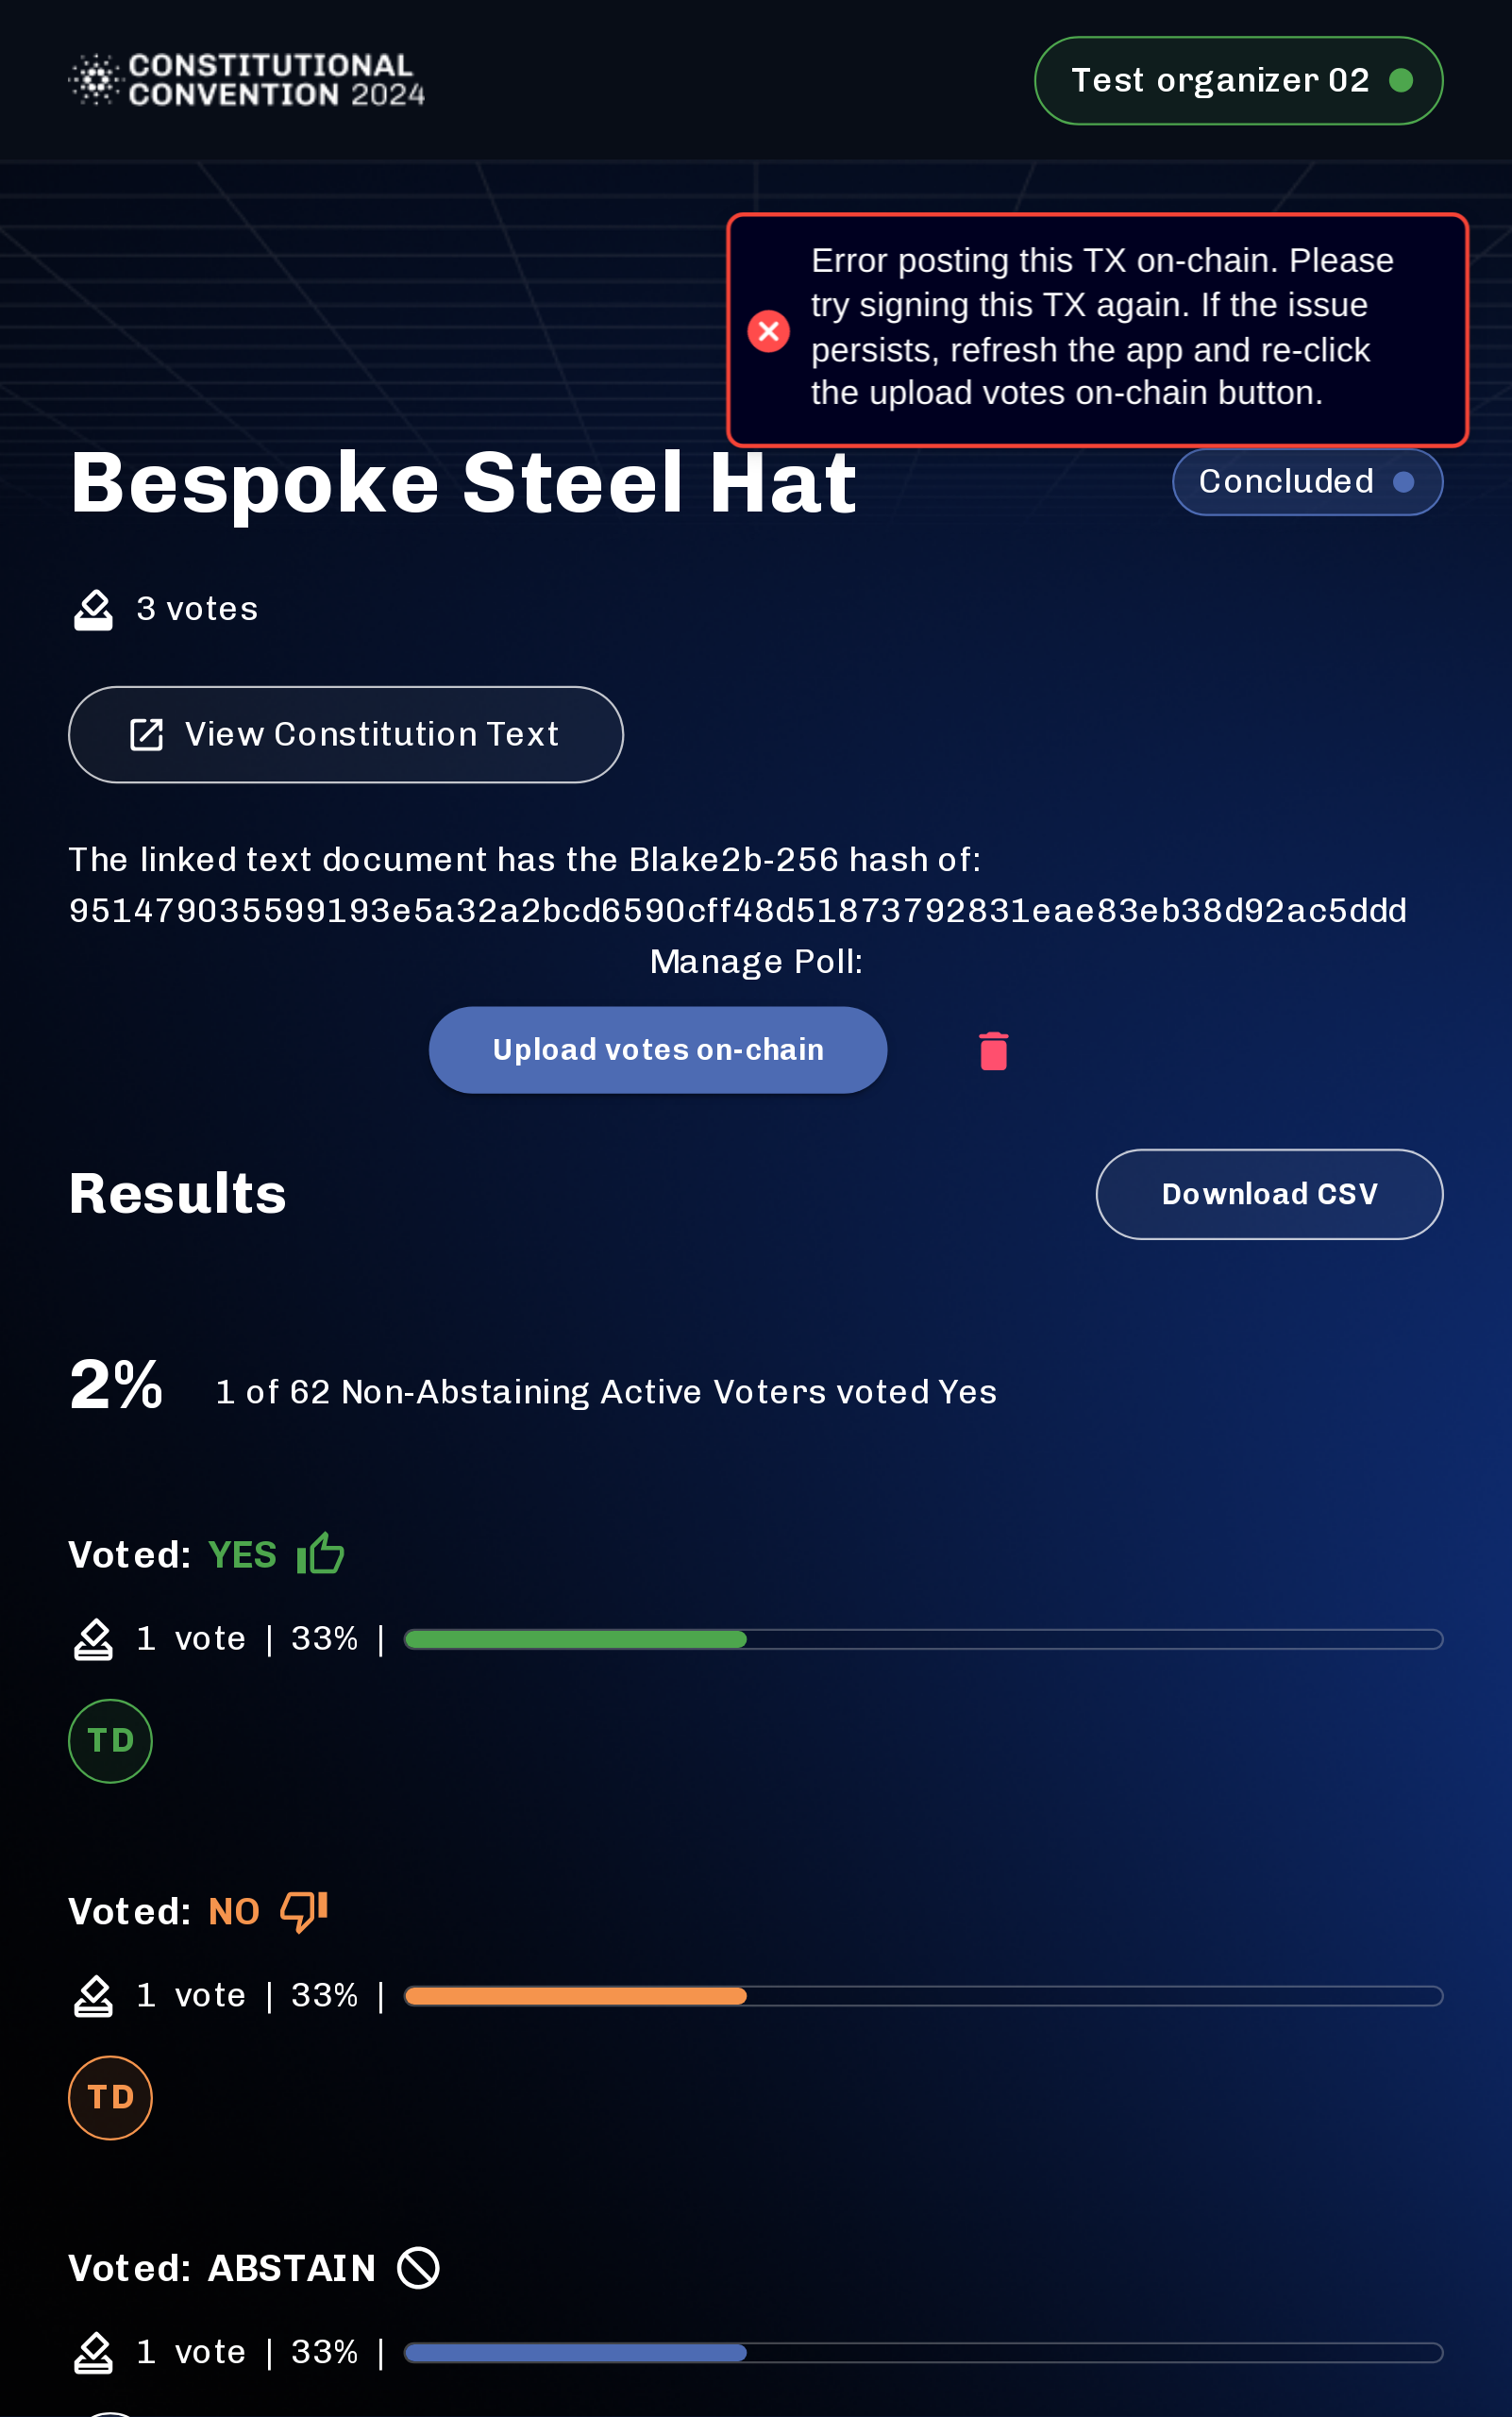 CONSTITUTIONAL
CONVENTION 2024
Test organizer 02
Error posting this TX on-chain. Please
try signing this TX again. If the issue
persists, refresh the app and re-click
the upload votes on-chain button.
Bespoke Steel Hat
Concluded
3 votes
View Constitution Text
The linked text document has the Blake2b-256 hash of:
951479035599193e5a32a2bcd6590cff48d51873792831eae83eb38d92ac5ddd
Manage Poll:
Upload votes on-chain
Results
Download CSV
2% 1 of 62 Non-Abstaining Active Voters voted Yes
Voted: YES
1 vote | 33% |
TD
Voted: NO
1 vote | 33% |
TD
Voted: ABSTAIN
1 vote | 33% |